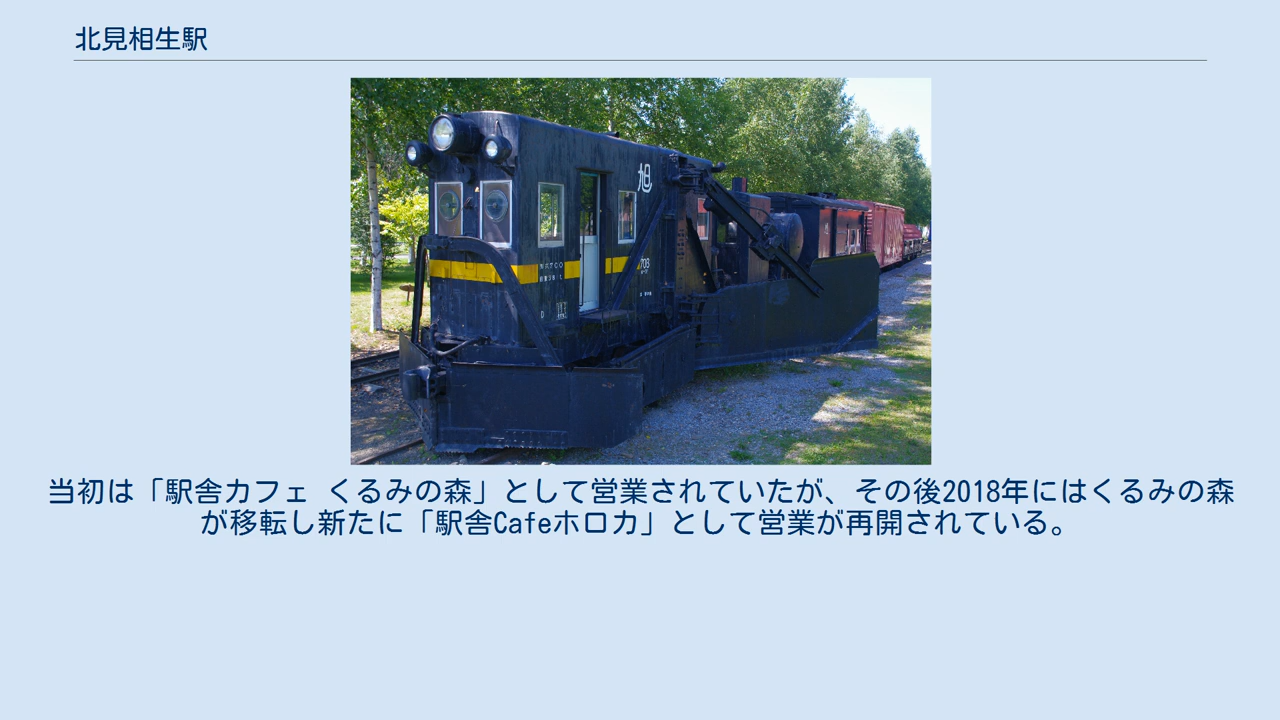 北見相生駅
旭
当初は「駅舎カフェ くるみの森」として営業されていたが、その後2018年にはくるみの森
が移転し新たに「駅舎Cafeホロカ」として営業が再開されている。